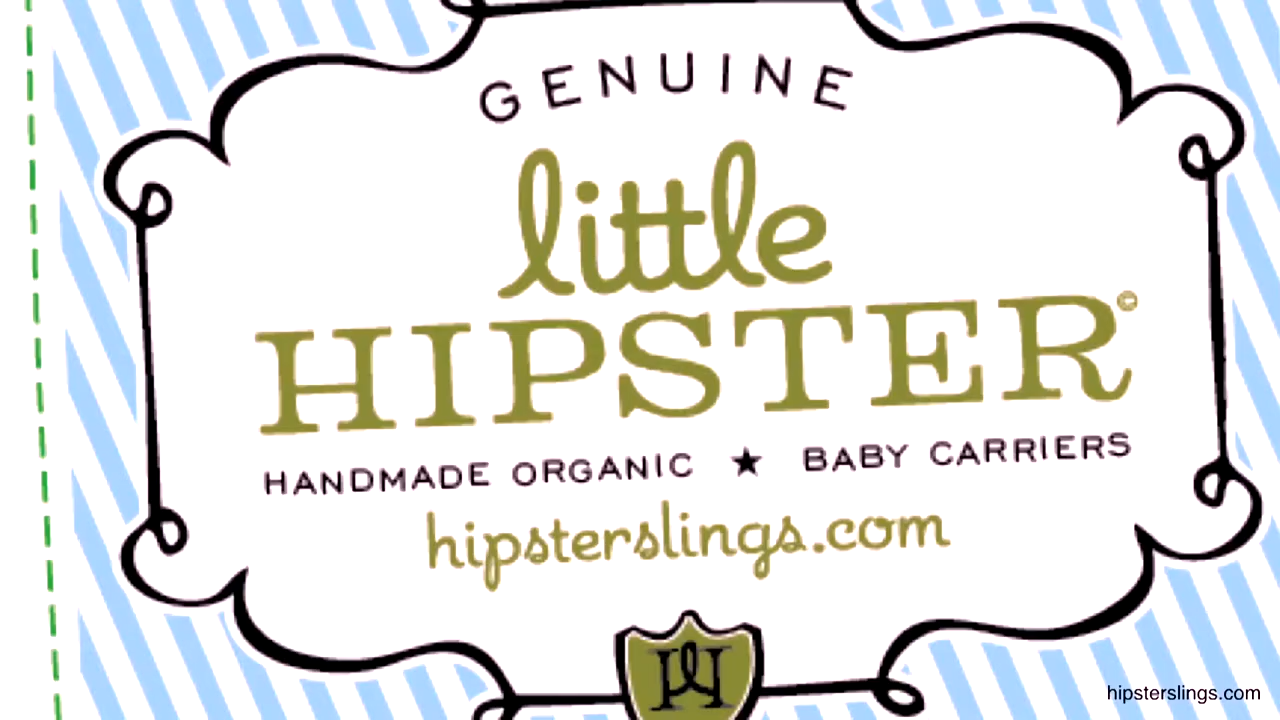 GENUINE
little
HIPSTER©
HANDMADE ORGANIC ★ BABY CARRIERS
hipsterslings.com
H
hipsterslings.com